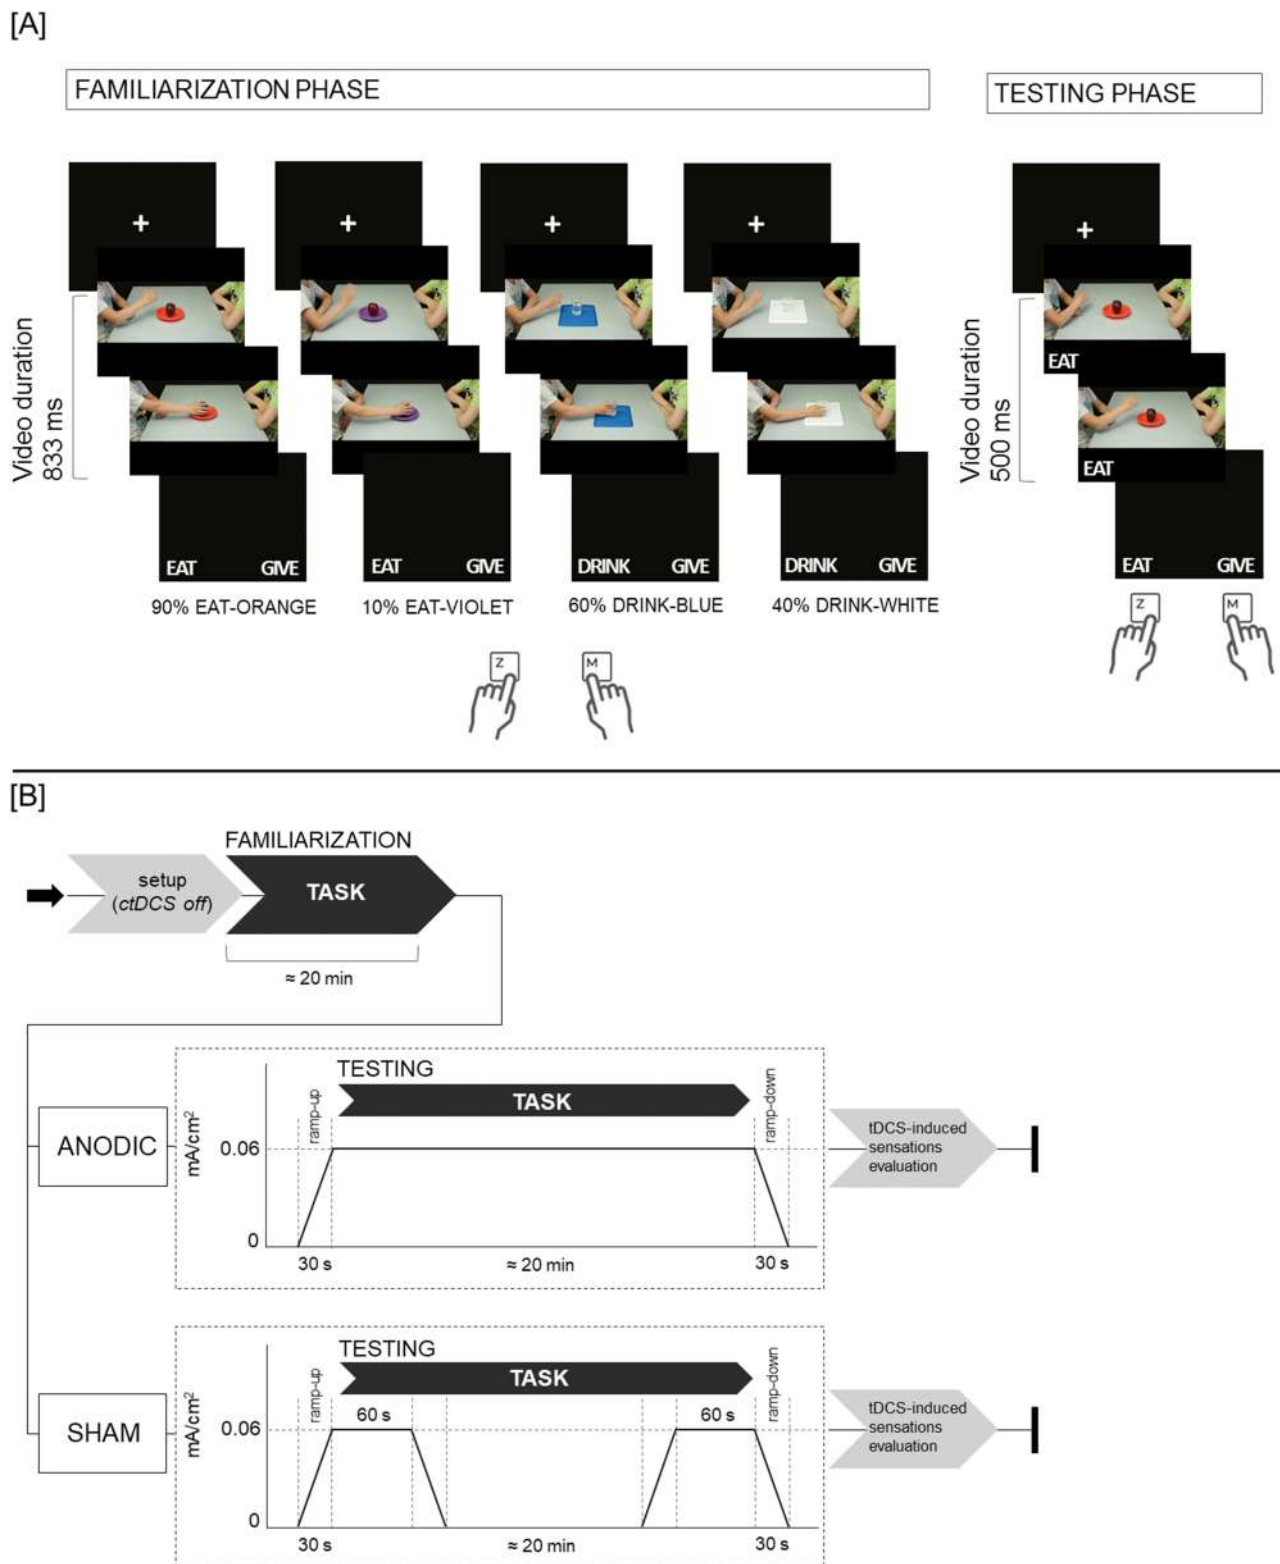 [A]
FAMILIARIZATION PHASE
TESTING PHASE
+
+
+
+
+
Video duration
833 ms
Video duration
500 ms
EAT
EAT
EAT GIVE
EAT GIVE
DRINK GIVE
DRINK GIVE
EAT GIVE
90% EAT-ORANGE
10% EAT-VIOLET
60% DRINK-BLUE
40% DRINK-WHITE
Z
M
Z
M
[B]
FAMILIARIZATION
setup
(ctDCS off)
TASK
≈ 20 min
ANODIC
mA/cm²
0.06
0
ramp-up
TESTING
TASK
ramp-down
30 s
≈ 20 min
30 s
tDCS-induced
sensations
evaluation
SHAM
mA/cm²
0.06
0
ramp-up
TESTING
TASK
ramp-down
60 s
60 s
30 s
≈ 20 min
30 s
tDCS-induced
sensations
evaluation